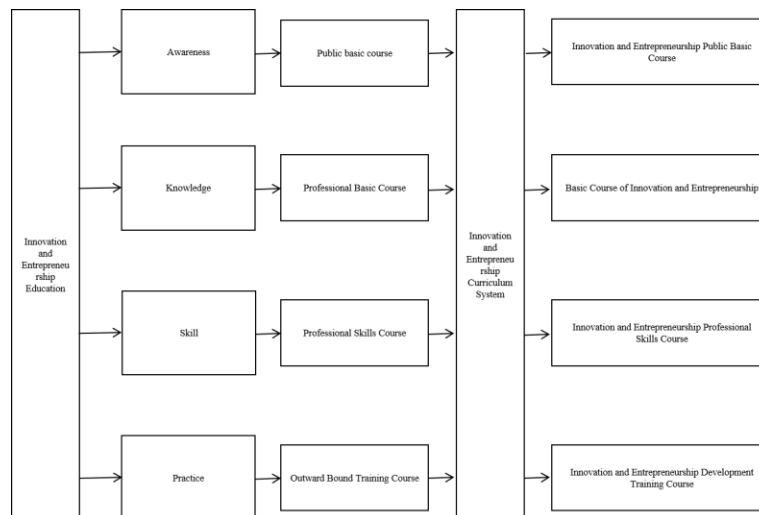 Awareness
Public basic course
Innovation and Entrepreneurship Public Basic
Course
Knowledge
Professional Basic Course
Basic Course of Innovation and Entrepreneurship
Innovation
and
Entrepreneu
rship
Education
Innovation
and
Entrepreneu
rship
Curriculum
System
Skill
Professional Skills Course
Innovation and Entrepreneurship Professional
Skills Course
Practice
Outward Bound Training Course
Innovation and Entrepreneurship Development
Training Course